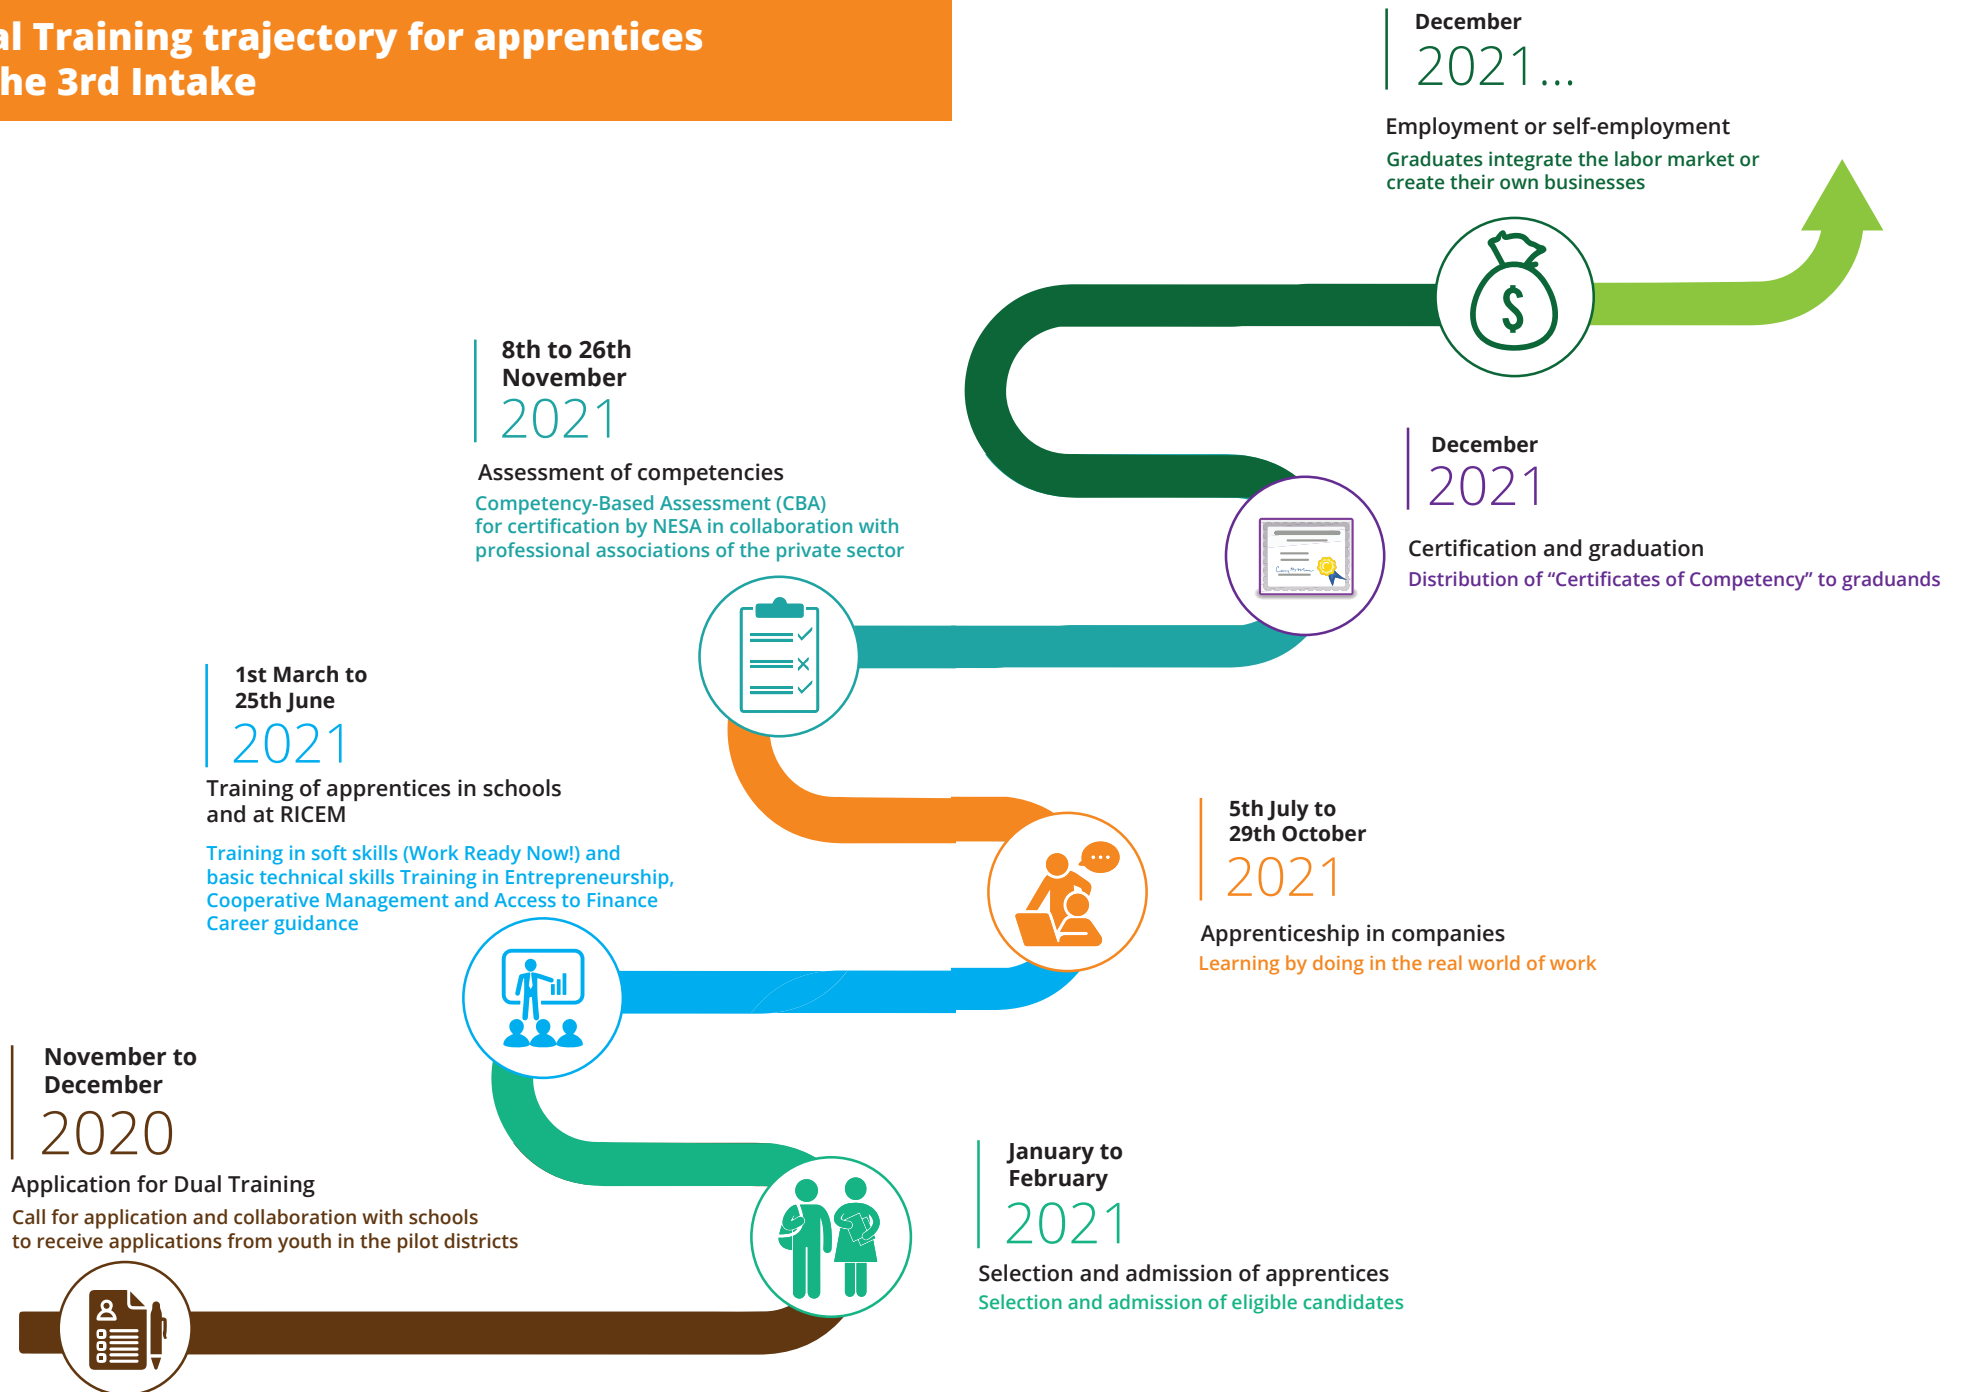 al Training trajectory for apprentices
he 3rd Intake
December
2021...
Employment or self-employment
Graduates integrate the labor market or
create their own businesses
$
8th to 26th
November
2021
Assessment of competencies
Competency-Based Assessment (CBA)
for certification by NESA in collaboration with
professional associations of the private sector
December
2021
Certification and graduation
Distribution of “Certificates of Competency” to graduands
1st March to
25th June
2021
Training of apprentices in schools
and at RICEM
Training in soft skills (Work Ready Now!) and
basic technical skills Training in Entrepreneurship,
Cooperative Management and Access to Finance
Career guidance
5th July to
29th October
2021
Apprenticeship in companies
Learning by doing in the real world of work
November to
December
2020
Application for Dual Training
Call for application and collaboration with schools
to receive applications from youth in the pilot districts
January to
February
2021
Selection and admission of apprentices
Selection and admission of eligible candidates